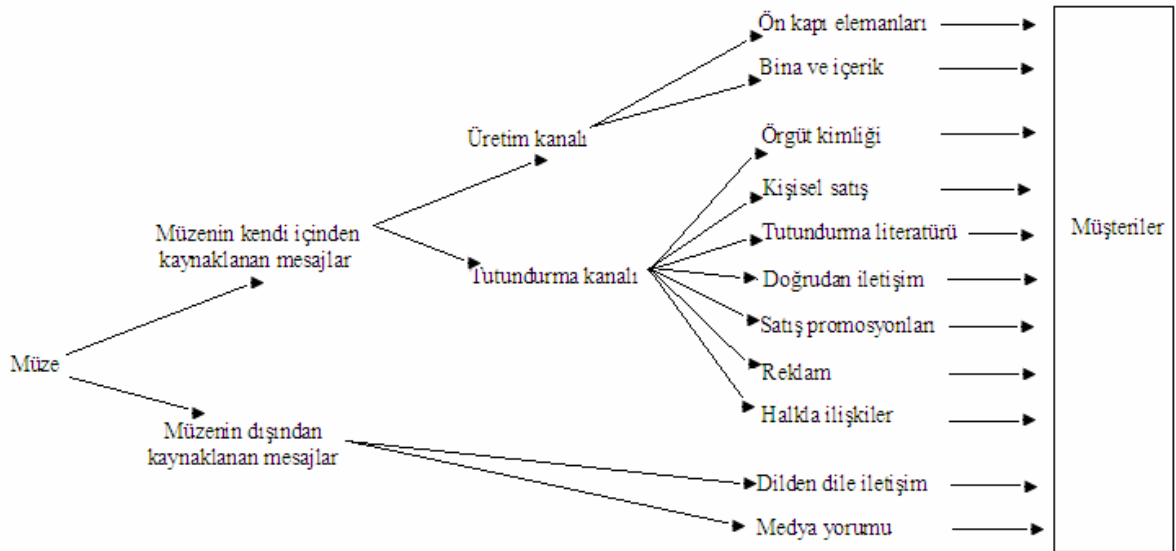 Ön kapı elemanları
Bina ve içerik
Üretim kanalı
Örgüt kimliği
Kişisel satış
Müzenin kendi içinden
kaynaklanan mesajlar
Tutundurma literatürü
Müşteriler
Tutundurma kanalı
Doğrudan iletişim
Satış promosyonları
Müze
Reklam
Halkla ilişkiler
Müzenin dışından
kaynaklanan mesajlar
Dilden dile iletişim
Medya yorumu